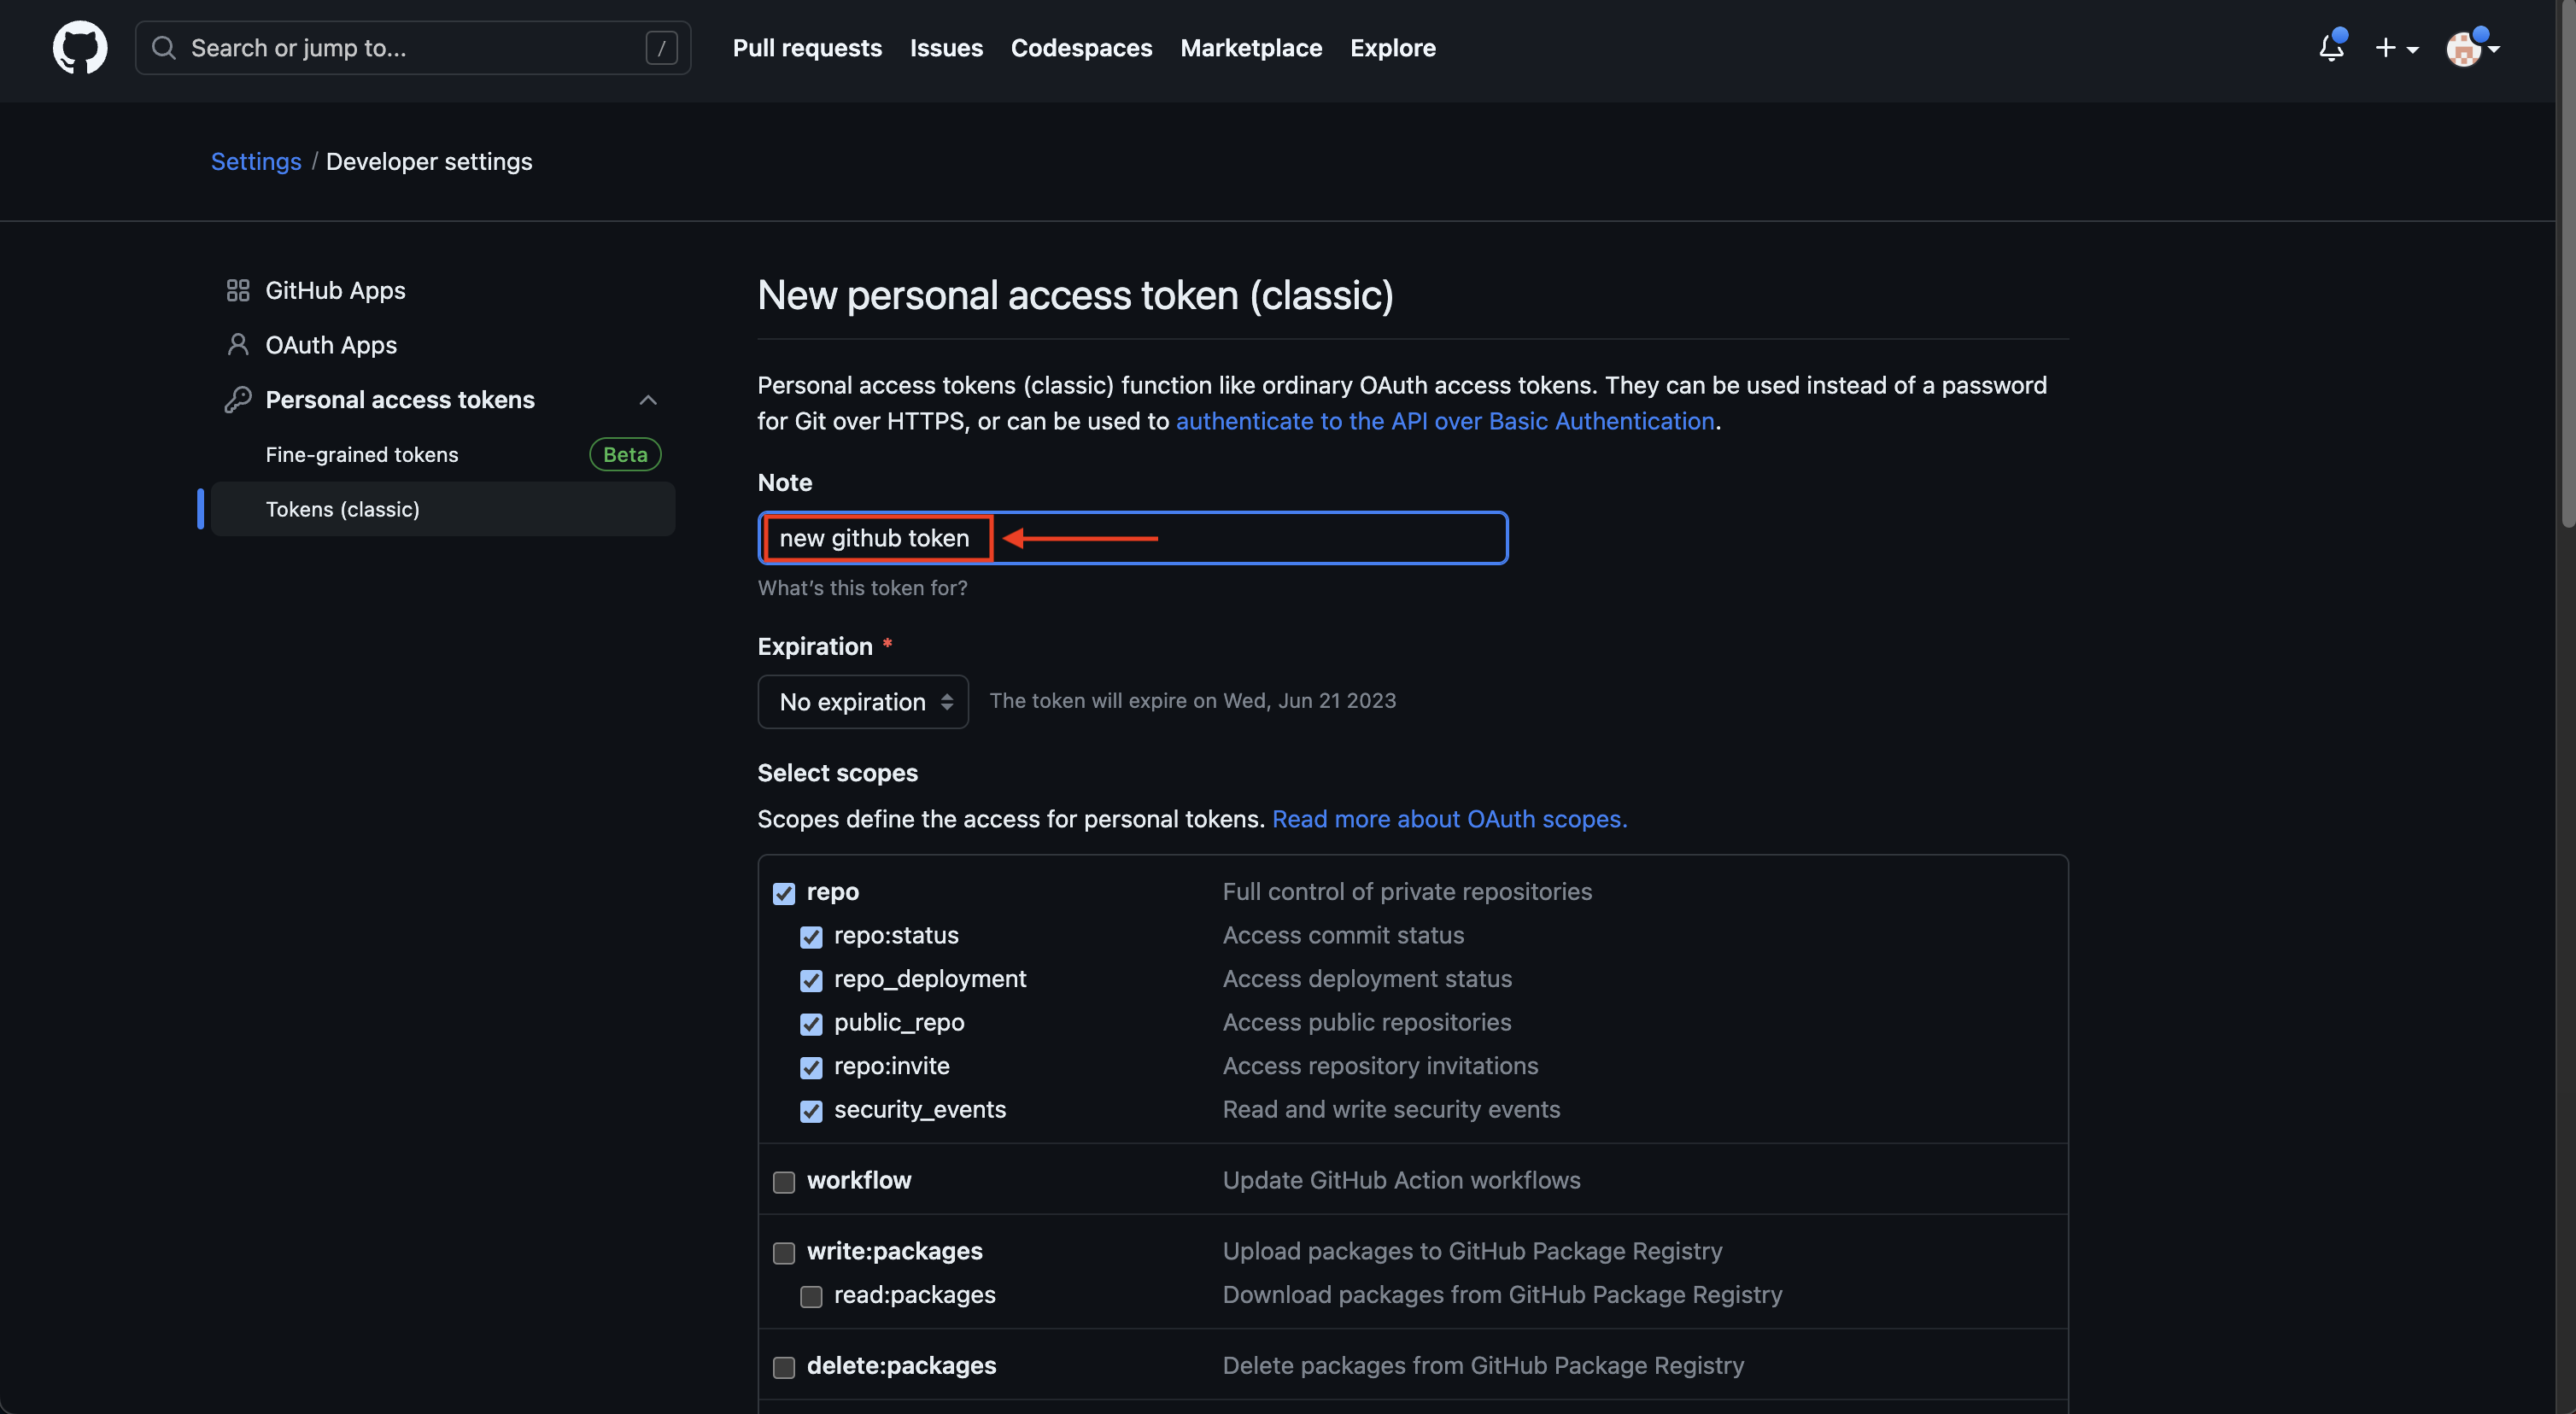 Search or jump to... /
Pull requests Issues Codespaces Marketplace Explore
Settings / Developer settings
GitHub Apps
OAuth Apps
Personal access tokens
Fine-grained tokens Beta
Tokens (classic)
New personal access token (classic)
Personal access tokens (classic) function like ordinary OAuth access tokens. They can be used instead of a password
for Git over HTTPS, or can be used to authenticate to the API over Basic Authentication.
Note
new github token
What's this token for?
Expiration *
No expiration The token will expire on Wed, Jun 21 2023
Select scopes
Scopes define the access for personal tokens. Read more about OAuth scopes.
repo Full control of private repositories
repo:status Access commit status
repo_deployment Access deployment status
public_repo Access public repositories
repo:invite Access repository invitations
security_events Read and write security events
workflow Update GitHub Action workflows
write:packages Upload packages to GitHub Package Registry
read:packages Download packages from GitHub Package Registry
delete:packages Delete packages from GitHub Package Registry